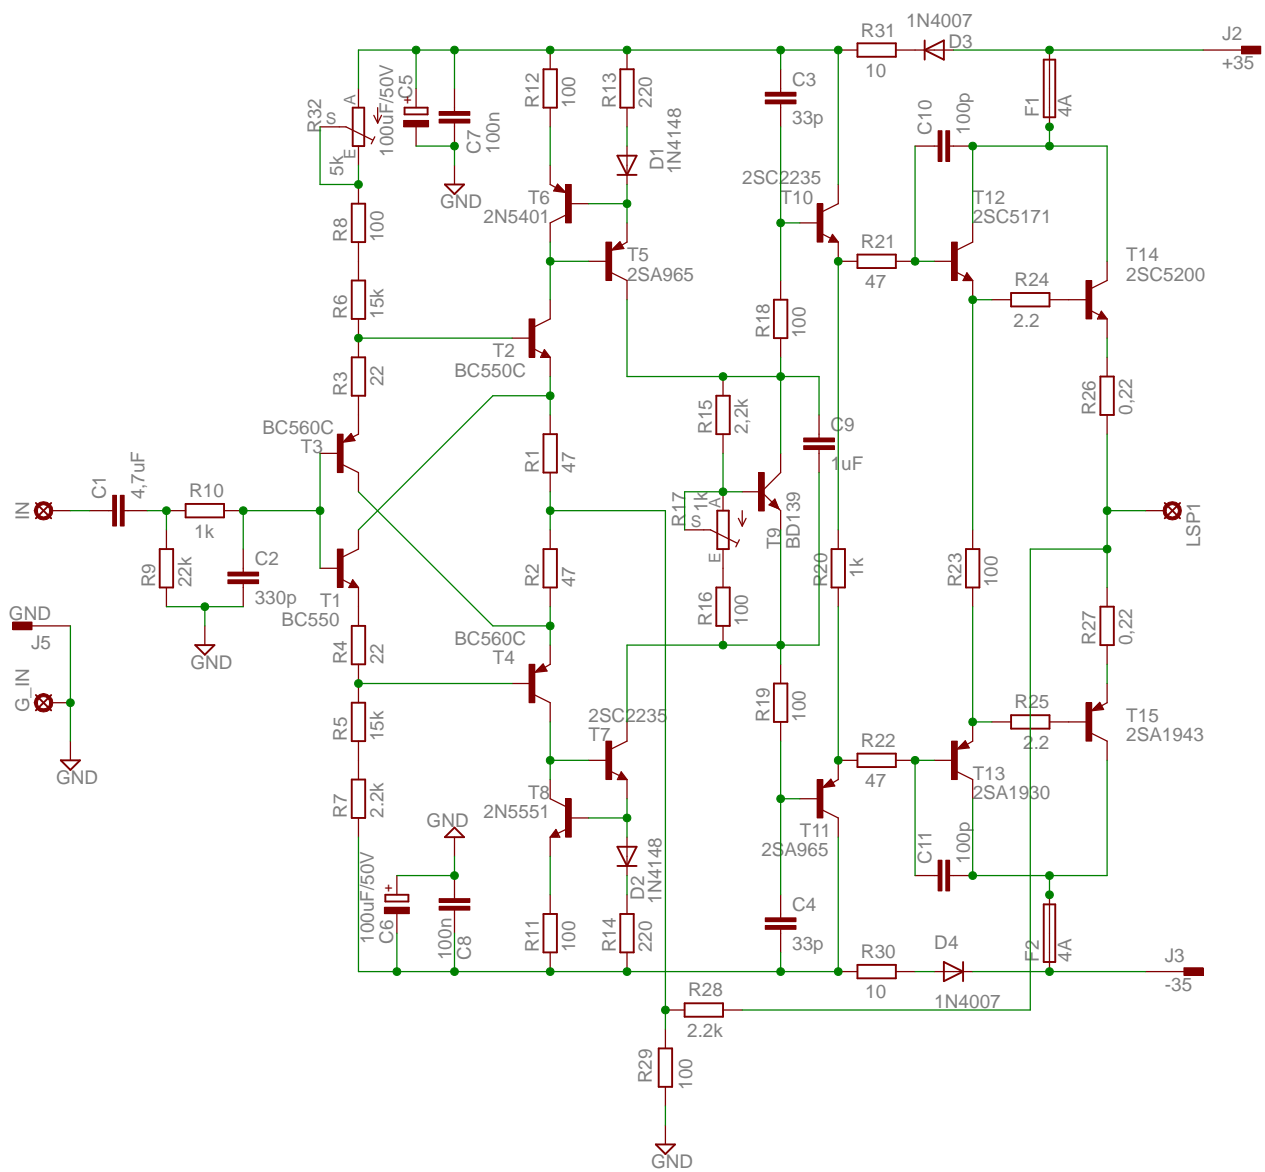 R31
10
1N4007
D3
J2
+35
R32
A
S
E
5k
100uF/50V
C5
C7
100n
GND
R12
100
R13
220
D1
1N4148
C3
33p
F1
4A
C10
100p
R8
100
T6
2N5401
T5
2SA965
2SC2235
T10
R21
47
T12
2SC5171
T14
2SC5200
R6
15k
R18
100
R24
2.2
R3
22
T2
BC550C
R26
0,22
BC560C
T3
R15
2,2k
C9
1uF
R1
47
IN
C1
4,7uF
R10
1k
R17
1k
A
S
E
T9
BD139
LSP1
R9
22k
C2
330p
R2
47
R16
100
R20
1k
R23
100
T1
BC550
GND
J5
GND
R4
22
BC560C
T4
R27
0,22
G_IN
GND
R5
15k
R19
100
2SC2235
T7
R25
2.2
T15
2SA1943
R7
2.2k
T8
2N5551
R22
47
T13
2SA1930
GND
T11
2SA965
C11
100p
100uF/50V
C6
100n
C8
D2
1N4148
R11
100
R14
220
C4
33p
R30
10
D4
1N4007
F2
4A
J3
-35
R28
2.2k
R29
100
GND